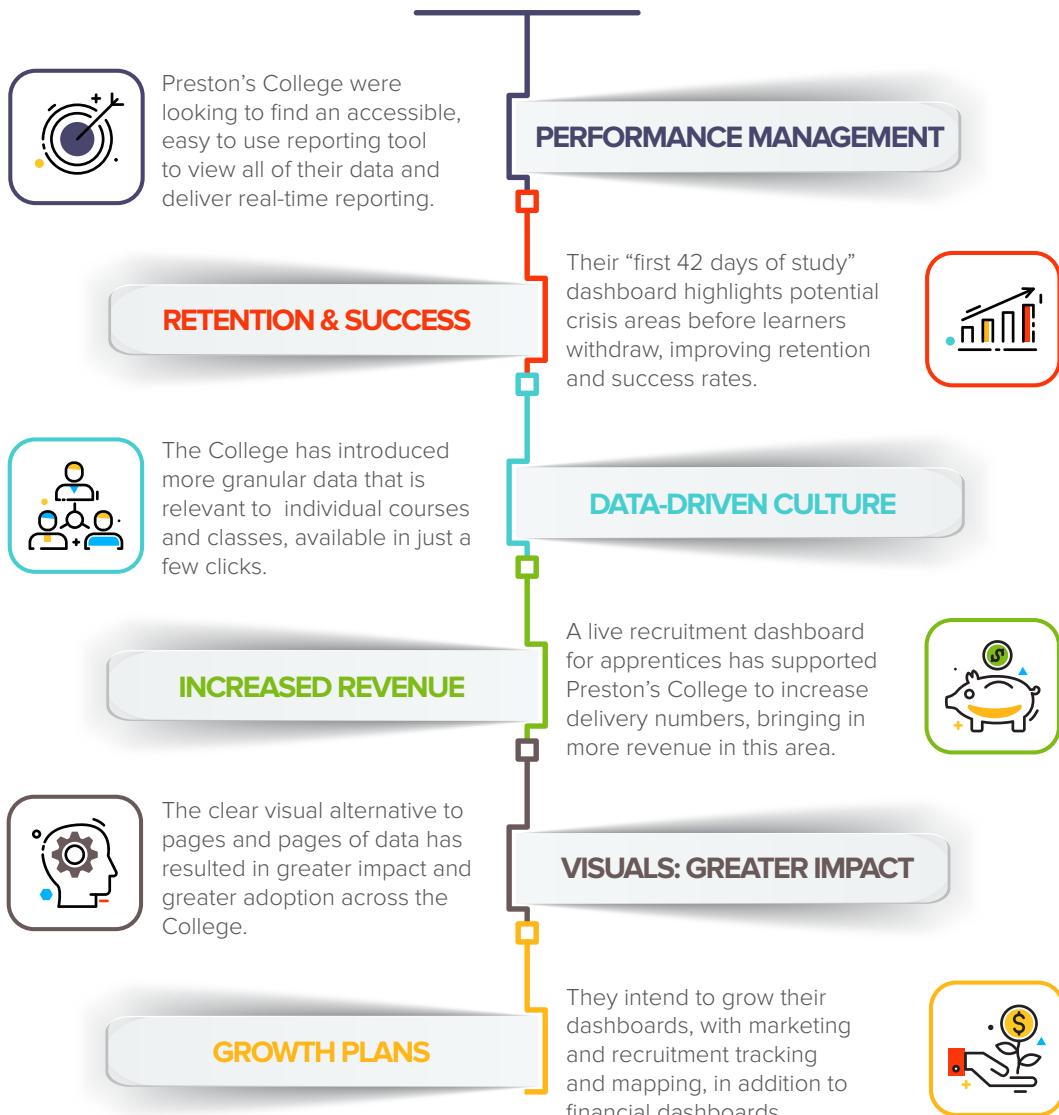 Preston’s College were
looking to find an accessible,
easy to use reporting tool
to view all of their data and
deliver real-time reporting.
PERFORMANCE MANAGEMENT
RETENTION & SUCCESS
Their “first 42 days of study”
dashboard highlights potential
crisis areas before learners
withdraw, improving retention
and success rates.
The College has introduced
more granular data that is
relevant to  individual courses
and classes, available in just a
few clicks.
DATA-DRIVEN CULTURE
INCREASED REVENUE
A live recruitment dashboard
for apprentices has supported
Preston’s College to increase
delivery numbers, bringing in
more revenue in this area.
The clear visual alternative to
pages and pages of data has
resulted in greater impact and
greater adoption across the
College.
VISUALS: GREATER IMPACT
GROWTH PLANS
They intend to grow their
dashboards, with marketing
and recruitment tracking
and mapping, in addition to
financial dashboards